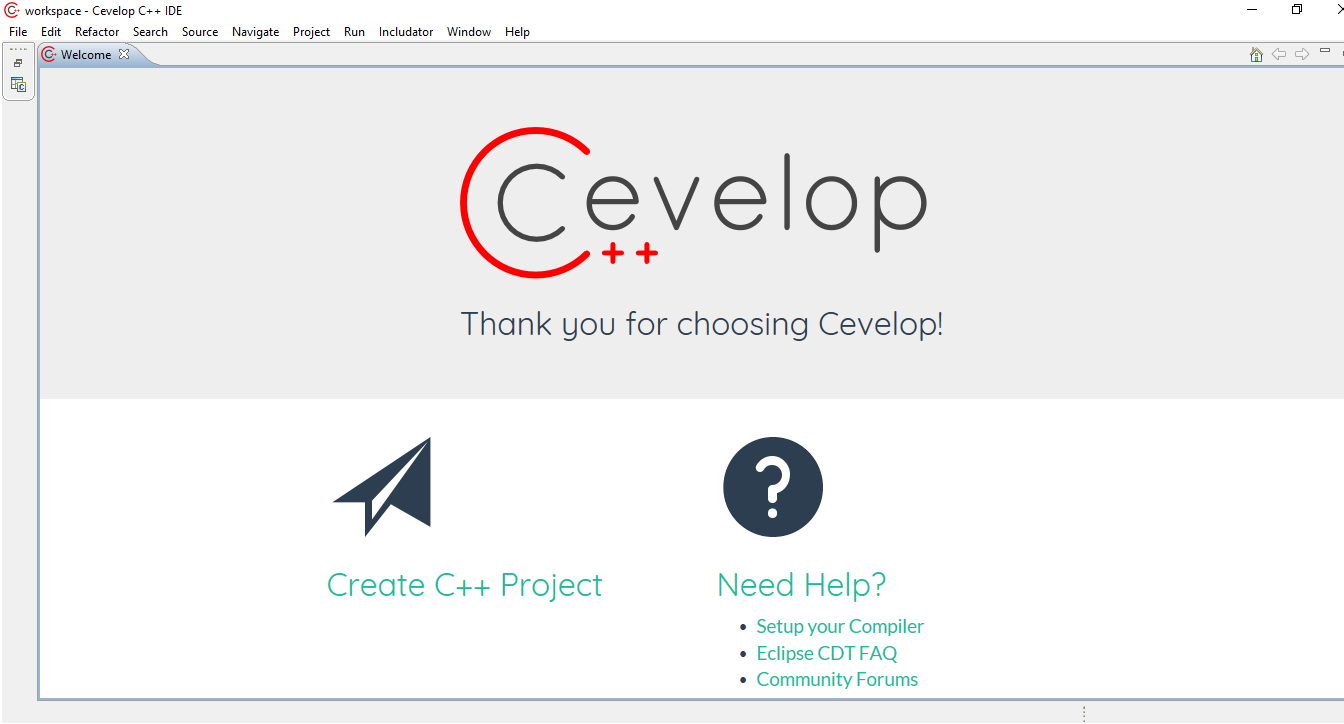 workspace - Cevelop C++ IDE
File Edit Refactor Search Source Navigate Project Run Includator Window Help
Welcome
Cevelop
++
Thank you for choosing Cevelop!
Create C++ Project
Need Help?
• Setup your Compiler
• Eclipse CDT FAQ
• Community Forums